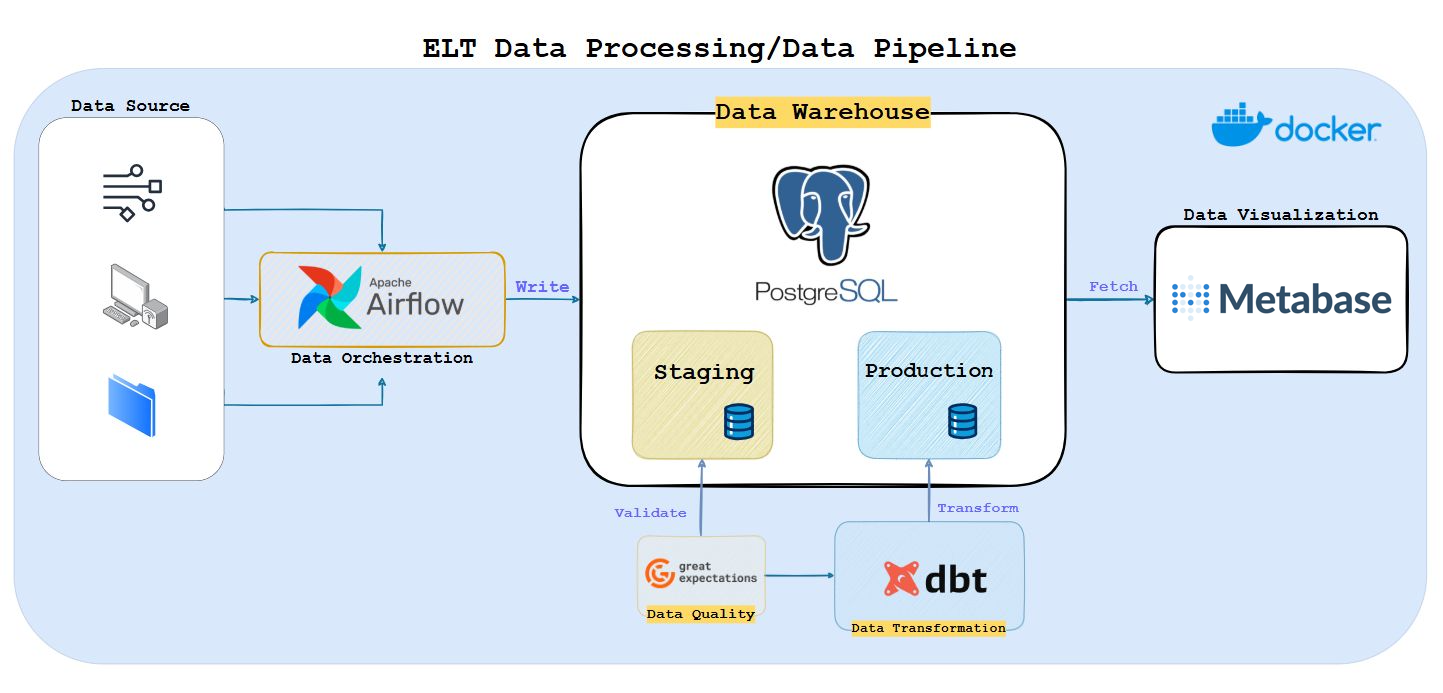 ELT Data Processing/Data Pipeline
Data Source
Data Warehouse
docker
Data Visualization
Apache
Airflow
Data Orchestration
Write
PostgreSQL
Fetch
Metabase
Staging
Production
Validate
Transform
great
expectations
Data Quality
dbt
Data Transformation